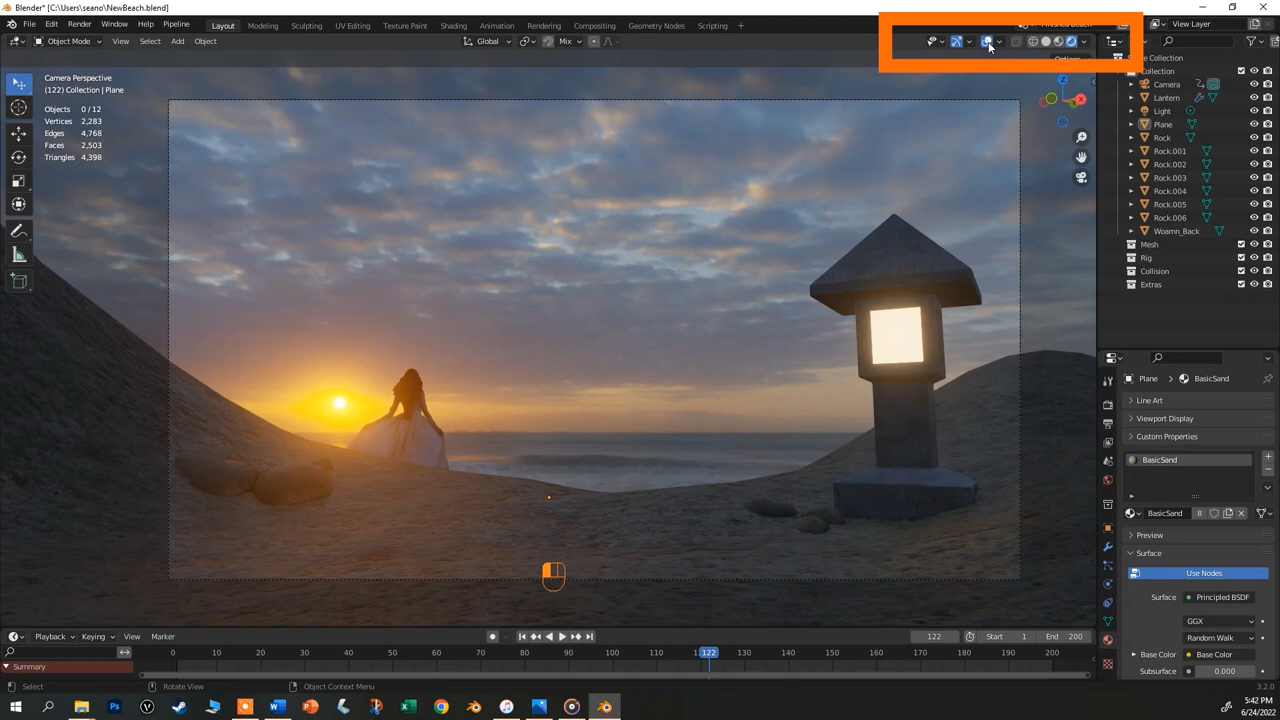 Blender* [C:\Users\seano\NewBeach.blend]
File Edit Render Window Help Pipeline Layout Modeling Sculpting UV Editing Texture Paint Shading Animation Rendering Compositing Geometry Nodes Scripting View Layer
Object Mode View Select Add Object Global Mix
Options
Camera Perspective
(122) Collection | Plane
Objects 0 / 12
Vertices 2,283
Edges 4,768
Faces 2,503
Triangles 4,398
Z
X
Collection
Collection
Camera
Lantern
Light
Plane
Rock
Rock.001
Rock.002
Rock.003
Rock.004
Rock.005
Rock.006
Woamn_Back
Mesh
Rig
Collision
Extras
Plane > BasicSand
Line Art
Viewport Display
Custom Properties
BasicSand
BasicSand 8
Preview
Surface
Use Nodes
Surface Principled BSDF
GGX
Random Walk
Base Color Base Color
Subsurface 0.000
Playback Keying View Marker 122 Start 1 End 200
0 10 20 30 40 50 60 70 80 90 100 1 122 130 140 150 160 170 180 190 200
Summary
Select Rotate View Object Context Menu 3.2.0
5:42 PM
6/24/2022